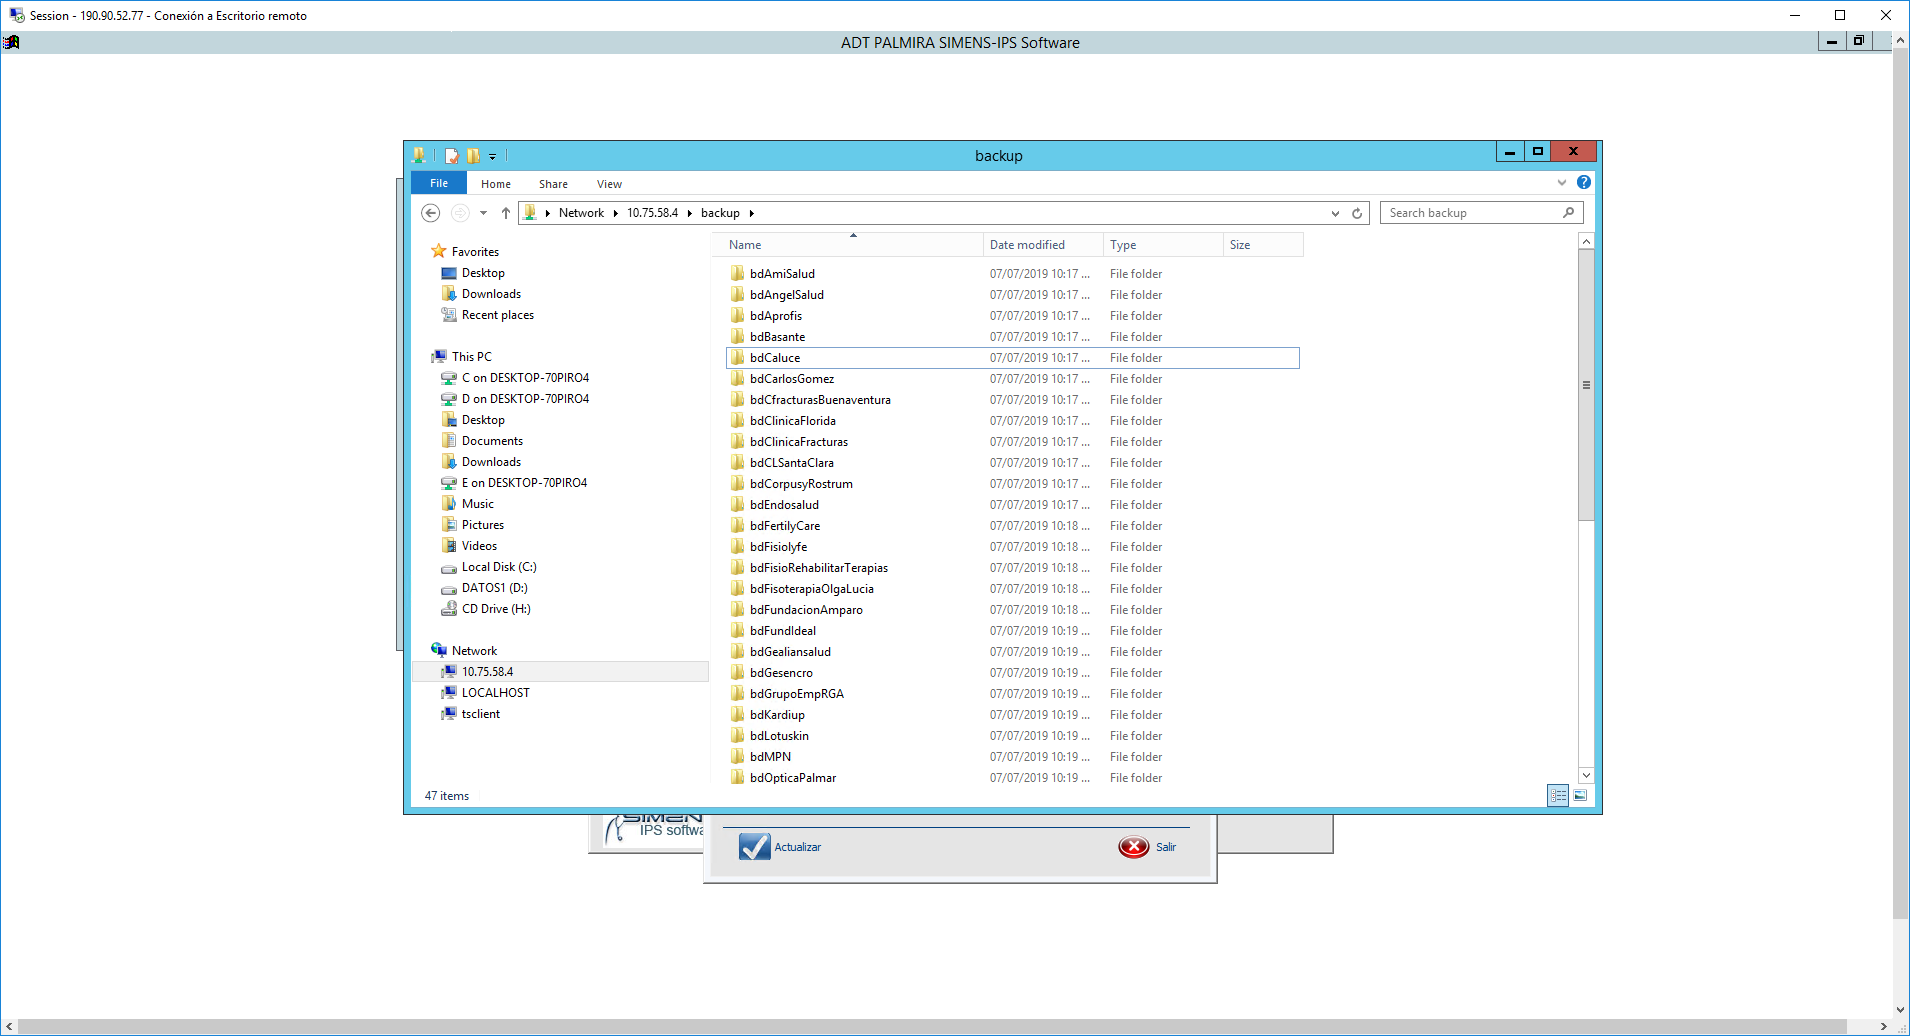 Session - 190.90.52.77 - Conexión a Escritorio remoto
ADT PALMIRA SIMENS-IPS Software
backup
File Home Share View
Network 10.75.58.4 backup
Search backup
Name Date modified Type Size
Favorites
Desktop
Downloads
Recent places
This PC
C on DESKTOP-70PIRO4
D on DESKTOP-70PIRO4
Desktop
Documents
Downloads
E on DESKTOP-70PIRO4
Music
Pictures
Videos
Local Disk (C:)
DATOS1 (D:)
CD Drive (H:)
Network
10.75.58.4
LOCALHOST
tsclient
bdAmiSalud 07/07/2019 10:17 ... File folder
bdAngelSalud 07/07/2019 10:17 ... File folder
bdAprofis 07/07/2019 10:17 ... File folder
bdBasante 07/07/2019 10:17 ... File folder
bdCaluce 07/07/2019 10:17 ... File folder
bdCarlosGomez 07/07/2019 10:17 ... File folder
bdCfracturasBuenaventura 07/07/2019 10:17 ... File folder
bdClinicaFlorida 07/07/2019 10:17 ... File folder
bdClinicaFracturas 07/07/2019 10:17 ... File folder
bdCLSantaClara 07/07/2019 10:17 ... File folder
bdCorpusyRostrum 07/07/2019 10:17 ... File folder
bdEndosalud 07/07/2019 10:17 ... File folder
bdFertilyCare 07/07/2019 10:18 ... File folder
bdFisiolyfe 07/07/2019 10:18 ... File folder
bdFisioRehabilitarTerapias 07/07/2019 10:18 ... File folder
bdFisoterapiaOlgaLucia 07/07/2019 10:18 ... File folder
bdFundacionAmparo 07/07/2019 10:18 ... File folder
bdFundIdeal 07/07/2019 10:19 ... File folder
bdGealiansalud 07/07/2019 10:19 ... File folder
bdGesencro 07/07/2019 10:19 ... File folder
bdGrupoEmpRGA 07/07/2019 10:19 ... File folder
bdKardiup 07/07/2019 10:19 ... File folder
bdLotuskin 07/07/2019 10:19 ... File folder
bdMPN 07/07/2019 10:19 ... File folder
bdOpticaPalmar 07/07/2019 10:19 ... File folder
47 items
SIMEN
IPS softwa
Actualizar Salir